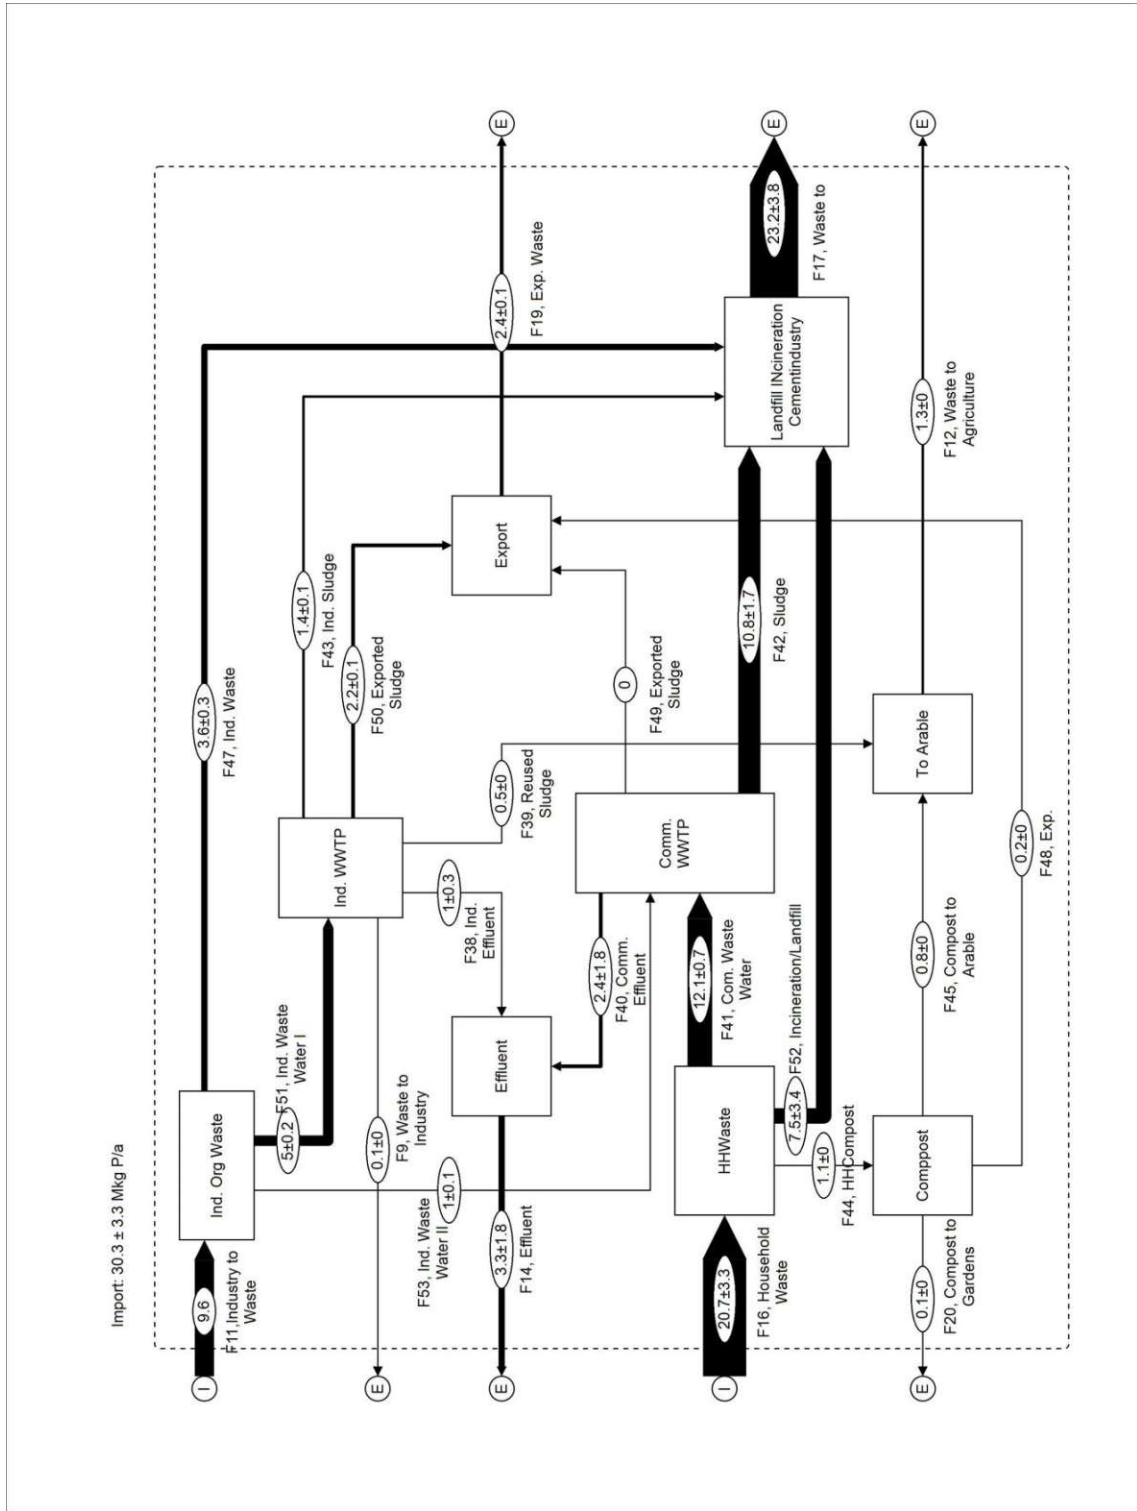 Import: 30.3 ± 3.3 Mkg P/a
I
9.6
F11,Industry to
Waste
Ind. Org Waste
3.6±0.3
F47, Ind. Waste
5±0.2
F51, Ind. Waste
Water I
Ind. WWTP
1.4±0.1
F43, Ind. Sludge
2.2±0.1
F50, Exported
Sludge
E
0.1±0
F9, Waste to
Industry
1±0.1
F53, Ind. Waste
Water II
1±0.3
F38, Ind.
Effluent
0.5±0
F39, Reused
Sludge
E
3.3±1.8
F14, Effluent
Effluent
2.4±1.8
F40, Comm.
Effluent
Comm.
WWTP
0
F49, Exported
Sludge
Export
2.4±0.1
F19, Exp. Waste
E
I
20.7±3.3
F16, Household
Waste
HHWaste
12.1±0.7
F41, Com. Waste
Water
10.8±1.7
F42, Sludge
7.5±3.4
F52, Incineration/Landfill
Landfill INcineration
Cementindustry
23.2±3.8
F17, Waste to
E
1.1±0
F44, HHCompost
E
0.1±0
F20, Compost to
Gardens
Comppost
0.8±0
F45, Compost to
Arable
To Arable
1.3±0
F12, Waste to
Agriculture
E
0.2±0
F48, Exp.